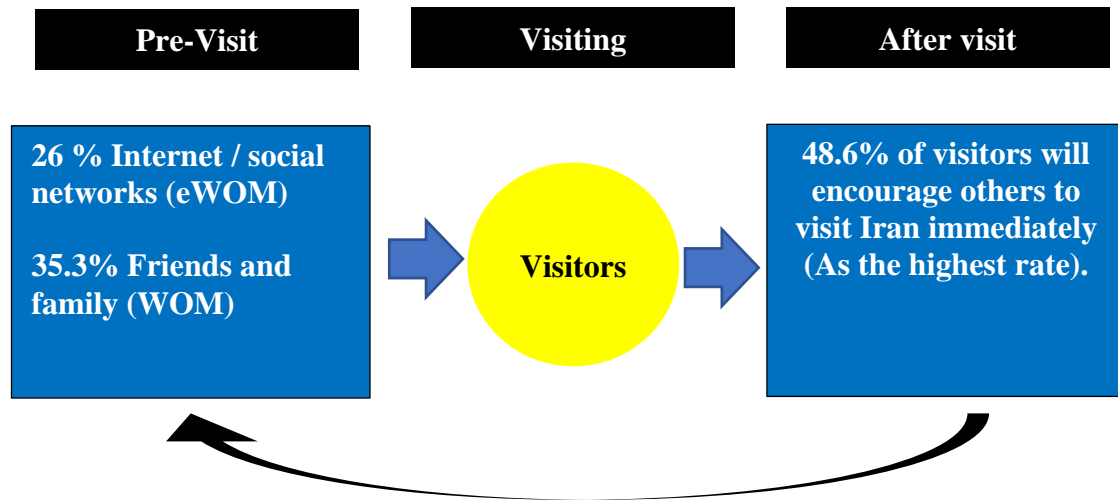 Pre-Visit
Visiting
After visit
26 % Internet / social
networks (eWOM)
35.3% Friends and
family (WOM)
Visitors
48.6% of visitors will
encourage others to
visit Iran immediately
(As the highest rate).